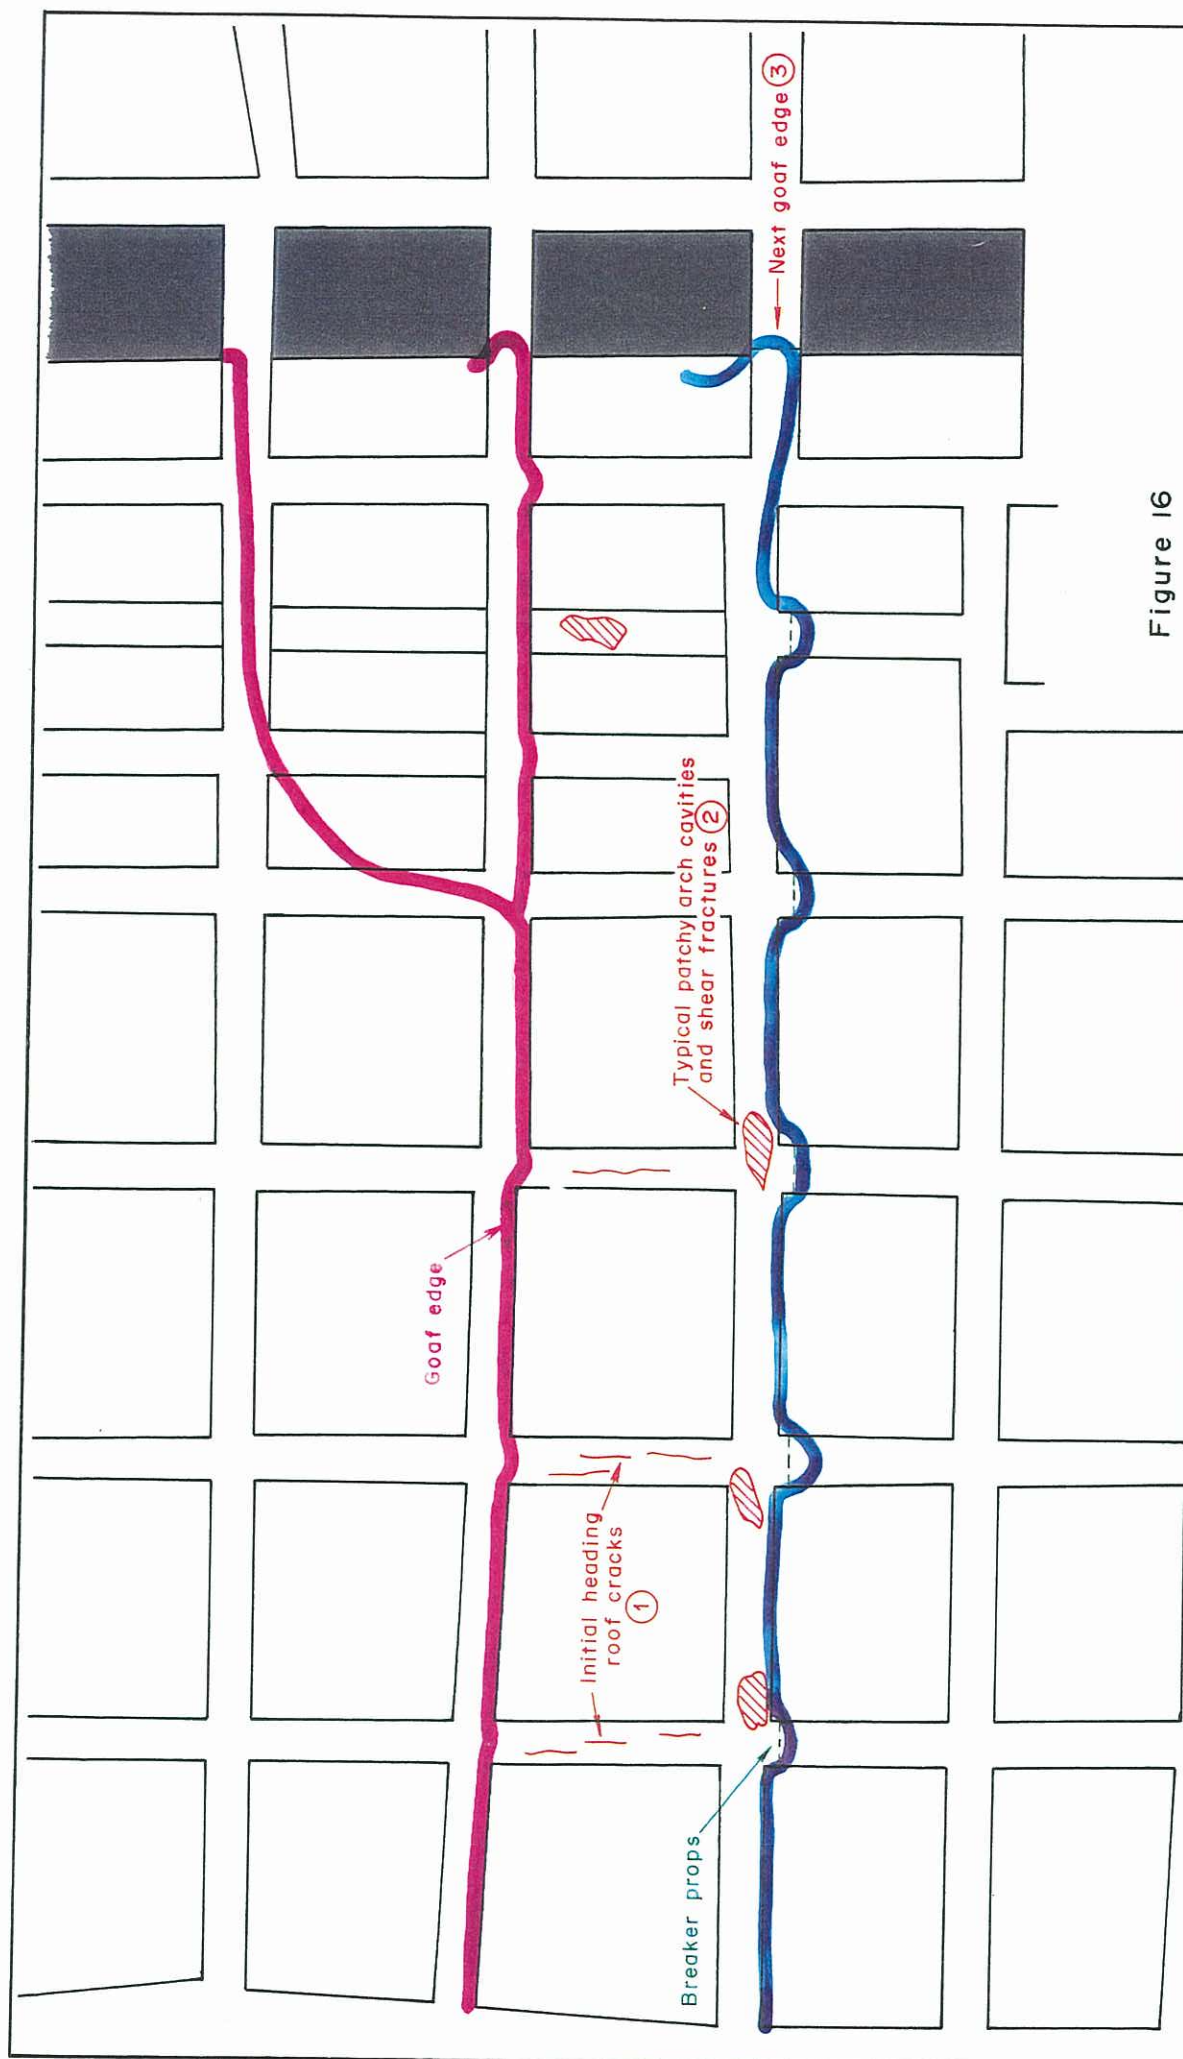 Goaf edge
Initial heading
roof cracks
1
Typical patchy arch cavities
and shear fractures 2
Next goaf edge 3
Breaker props
Figure 16